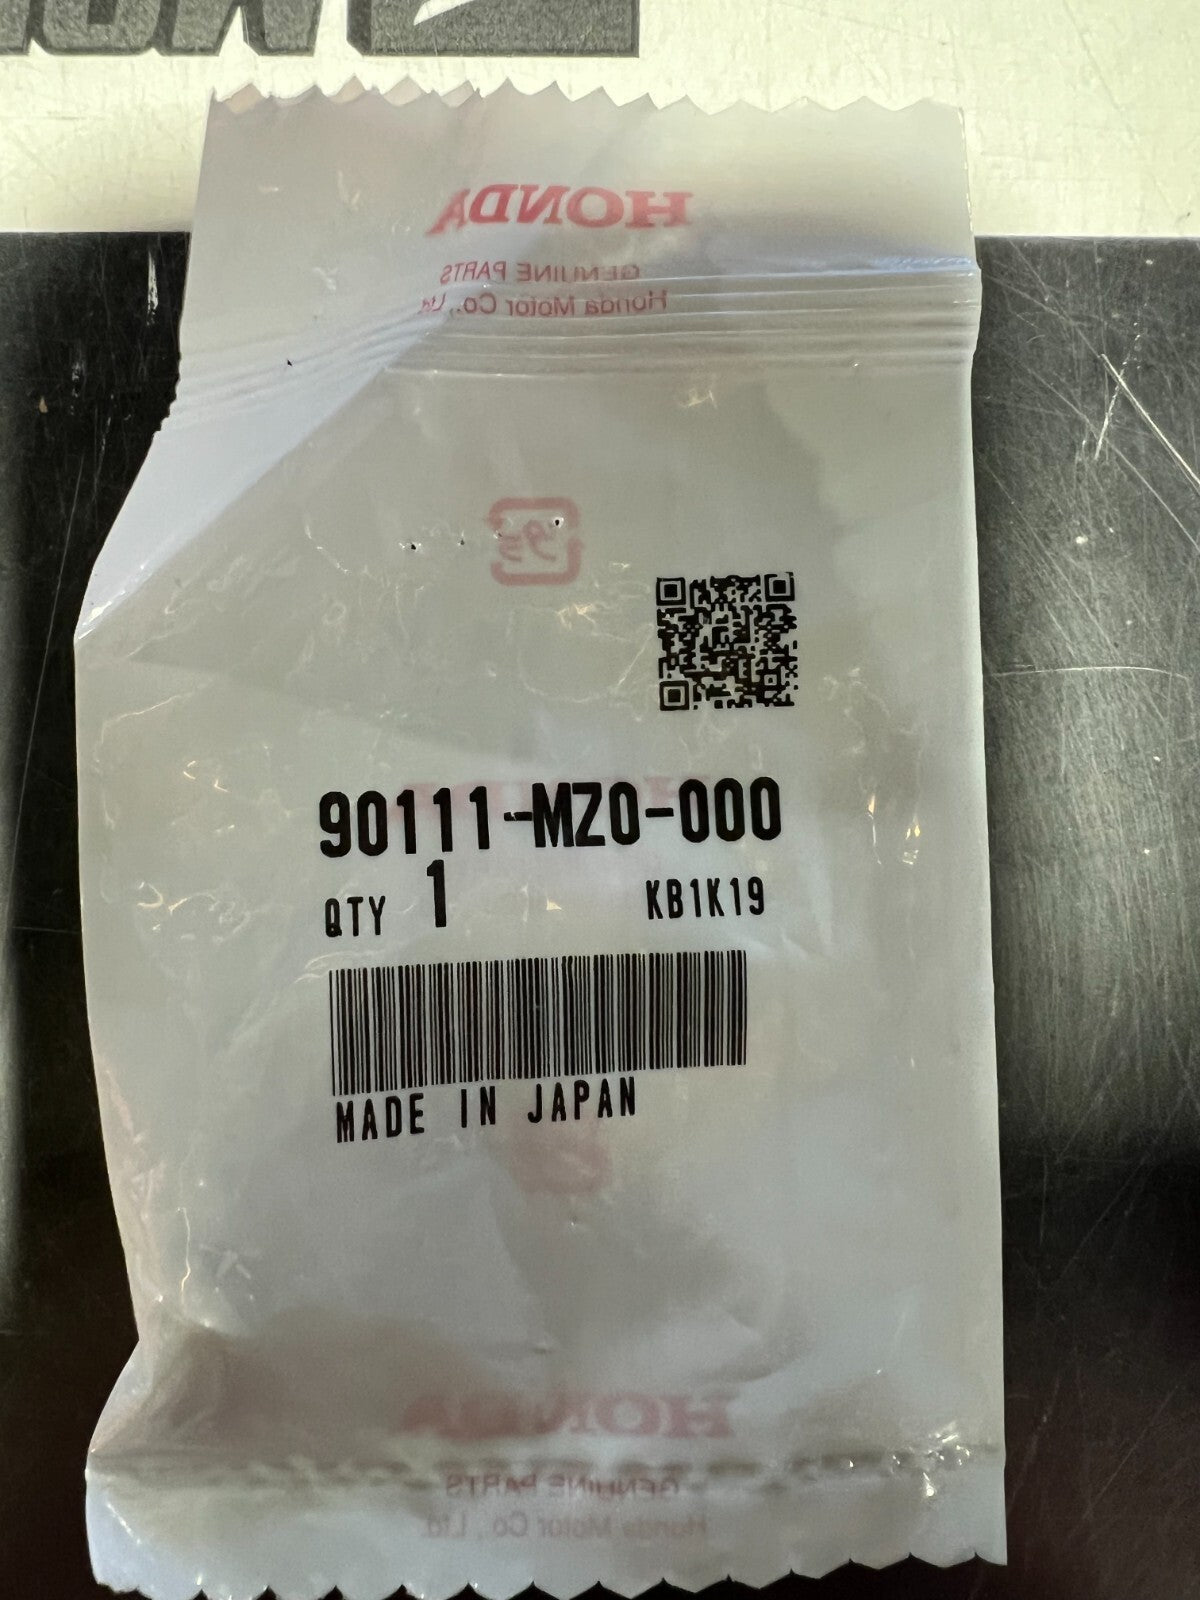 HONDA
GENUINE PARTS
Honda Motor Co., Ltd.
90111-MZ0-000
QTY 1 KB1K19
MADE IN JAPAN
HONDA
GENUINE PARTS
Honda Motor Co., Ltd.